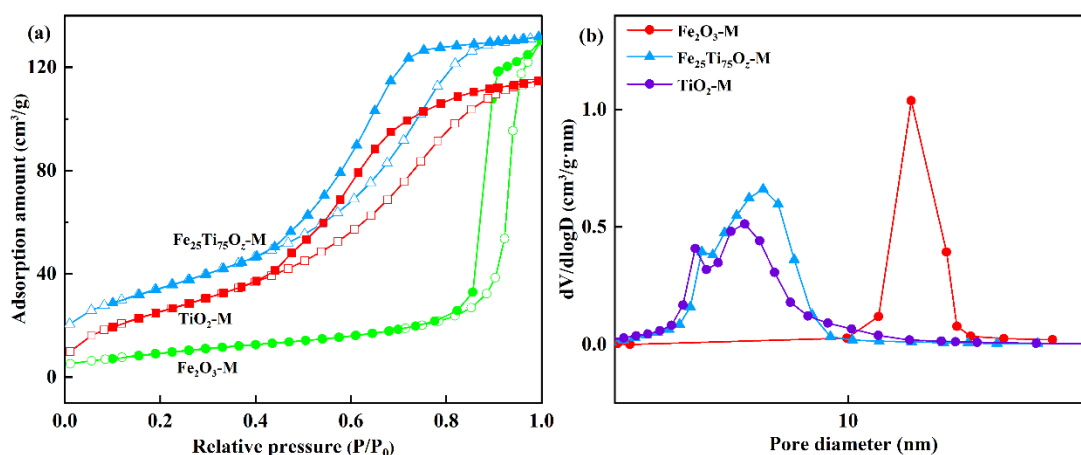 (a)
Adsorption amount (cm³/g)
120
80
40
0
Fe₂₅Ti₇₅O_z-M
TiO₂-M
Fe₂O₃-M
0.0 0.2 0.4 0.6 0.8 1.0
Relative pressure (P/P₀)
(b)
Fe₂O₃-M
Fe₂₅Ti₇₅O_z-M
TiO₂-M
dV/dlogD (cm³/g·nm)
1.0
0.5
0.0
10
Pore diameter (nm)